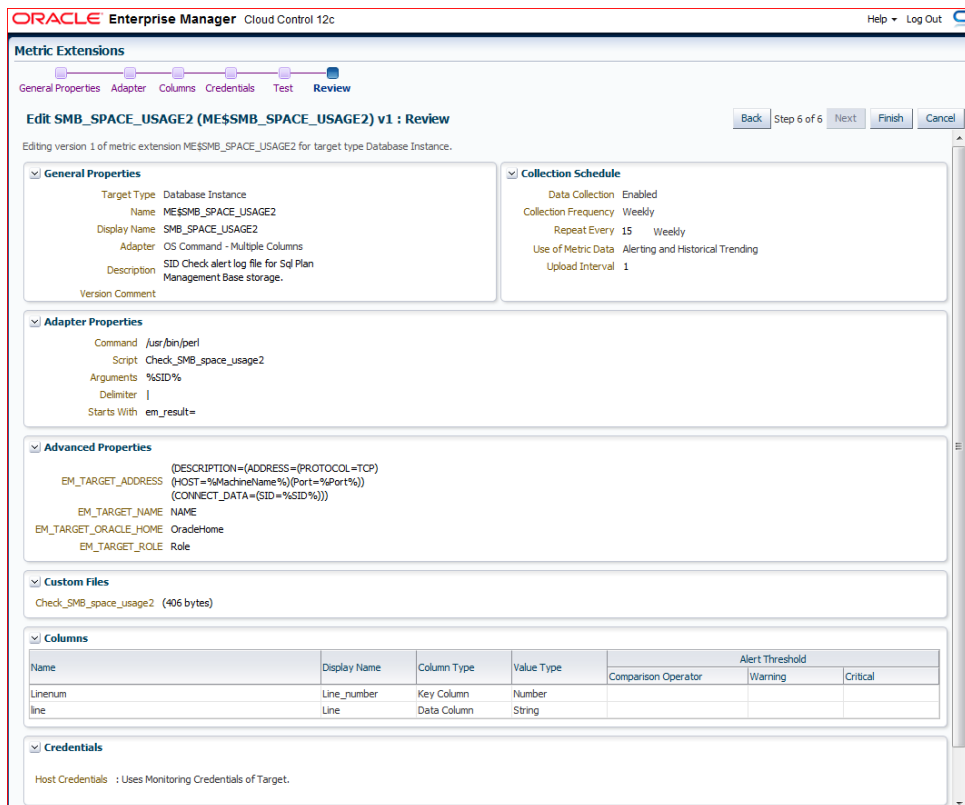 ORACLE Enterprise Manager Cloud Control 12c
Help Log Out
Metric Extensions
General Properties Adapter Columns Credentials Test Review
Edit SMB_SPACE_USAGE2 (ME$SMB_SPACE_USAGE2) v1 : Review
Back Step 6 of 6 Next Finish Cancel
Editing version 1 of metric extension ME$SMB_SPACE_USAGE2 for target type Database Instance.
General Properties
Target Type Database Instance
Name ME$SMB_SPACE_USAGE2
Display Name SMB_SPACE_USAGE2
Adapter OS Command - Multiple Columns
Description SID Check alert log file for Sql Plan
Management Base storage.
Version Comment
Collection Schedule
Data Collection Enabled
Collection Frequency Weekly
Repeat Every 15 Weekly
Use of Metric Data Alerting and Historical Trending
Upload Interval 1
Adapter Properties
Command /usr/bin/perl
Script Check_SMB_space_usage2
Arguments %SID%
Delimiter |
Starts With em_result=
Advanced Properties
EM_TARGET_ADDRESS (DESCRIPTION=(ADDRESS=(PROTOCOL=TCP)
(HOST=%MachineName%)(Port=%Port%))
(CONNECT_DATA=(SID=%SID%)))
EM_TARGET_NAME NAME
EM_TARGET_ORACLE_HOME OracleHome
EM_TARGET_ROLE Role
Custom Files
Check_SMB_space_usage2 (406 bytes)
Columns
Name Display Name Column Type Value Type Alert Threshold
Comparison Operator Warning Critical
Linenum Line_number Key Column Number
line Line Data Column String
Credentials
Host Credentials : Uses Monitoring Credentials of Target.